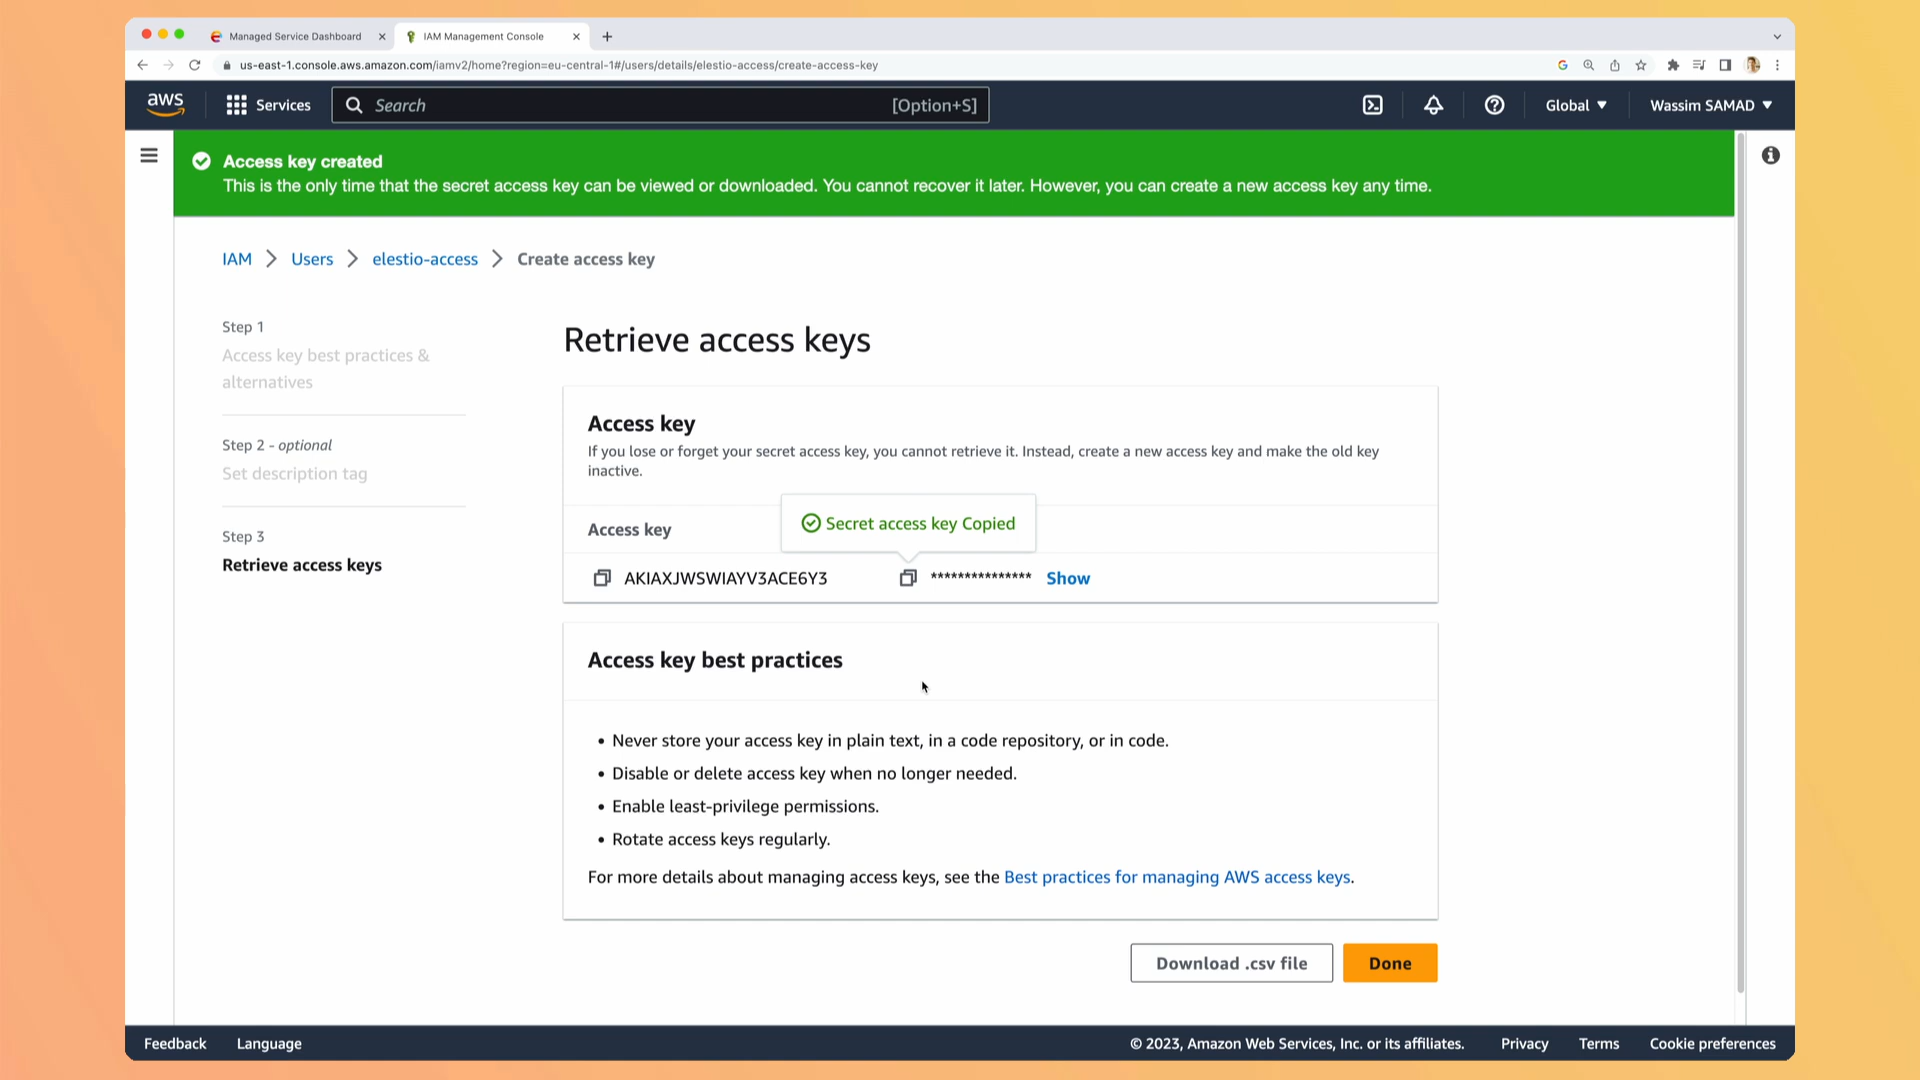 Managed Service Dashboard
IAM Management Console
us-east-1.console.aws.amazon.com/iamv2/home?region=eu-central-1#/users/details/elestio-access/create-access-key
aws
Services
Search
[Option+S]
Global
Wassim SAMAD
Access key created
This is the only time that the secret access key can be viewed or downloaded. You cannot recover it later. However, you can create a new access key any time.
IAM
Users
elestio-access
Create access key
Step 1
Access key best practices &
alternatives
Step 2 - optional
Set description tag
Step 3
Retrieve access keys
Retrieve access keys
Access key
If you lose or forget your secret access key, you cannot retrieve it. Instead, create a new access key and make the old key
inactive.
Secret access key Copied
Access key
AKIAXJWSWIAYV3ACE6Y3
*************** Show
Access key best practices
• Never store your access key in plain text, in a code repository, or in code.
• Disable or delete access key when no longer needed.
• Enable least-privilege permissions.
• Rotate access keys regularly.
For more details about managing access keys, see the Best practices for managing AWS access keys.
Download .csv file
Done
Feedback
Language
© 2023, Amazon Web Services, Inc. or its affiliates.
Privacy
Terms
Cookie preferences